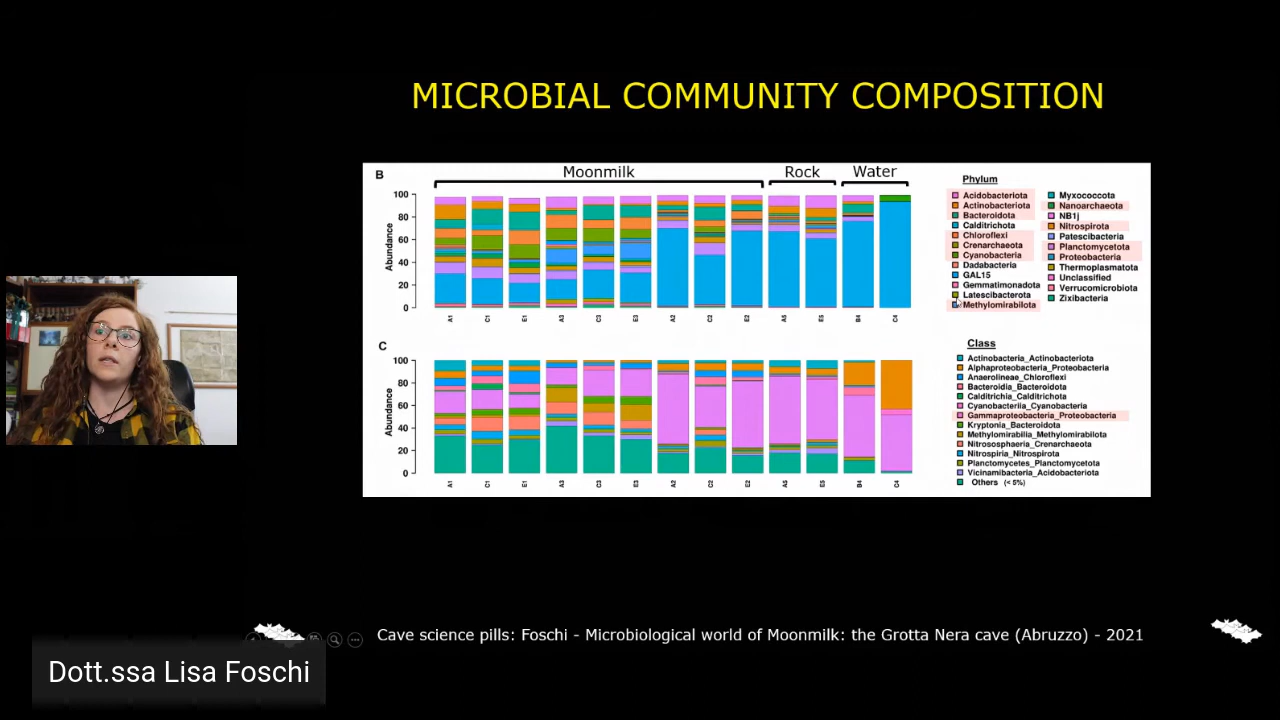 MICROBIAL COMMUNITY COMPOSITION
B
Moonmilk
Rock
Water
100
80
60
40
20
0
Abundance
A1 C1 E1 A3 C3 E3 A2 C2 E2 A5 E5 B4 C4
Phylum
Acidobacteriota
Actinobacteriota
Bacteroidota
Calditrichota
Chloroflexi
Crenarchaeota
Cyanobacteria
Dadabacteria
GAL15
Gemmatimonadota
Latescibacterota
Methylomirabilota
Myxococcota
Nanoarchaeota
NB1j
Nitrospirota
Patescibacteria
Planctomycetota
Proteobacteria
Thermoplasmatota
Unclassified
Verrucomicrobiota
Zixibacteria
C
100
80
60
40
20
0
Abundance
A1 C1 E1 A3 C3 E3 A2 C2 E2 A5 E5 B4 C4
Class
Actinobacteria_Actinobacteriota
Alphaproteobacteria_Proteobacteria
Anaerolineae_Chloroflexi
Bacteroidia_Bacteroidota
Calditrichia_Calditrichota
Cyanobacteriia_Cyanobacteria
Gammaproteobacteria_Proteobacteria
Kryptonia_Bacteroidota
Methylomirabilia_Methylomirabilota
Nitrososphaeria_Crenarchaeota
Nitrospiria_Nitrospirota
Planctomycetes_Planctomycetota
Vicinamibacteria_Acidobacteriota
Others (< 5%)
Cave science pills: Foschi - Microbiological world of Moonmilk: the Grotta Nera cave (Abruzzo) - 2021
Dott.ssa Lisa Foschi